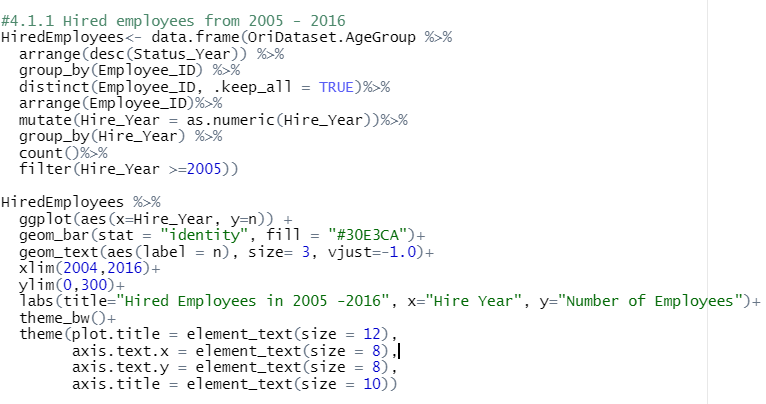 #4.1.1 Hired employees from 2005 - 2016
HiredEmployees<- data.frame(OriDataset.AgeGroup %>%
  arrange(desc(Status_Year)) %>%
  group_by(Employee_ID) %>%
  distinct(Employee_ID, .keep_all = TRUE)%>%
  arrange(Employee_ID)%>%
  mutate(Hire_Year = as.numeric(Hire_Year))%>%
  group_by(Hire_Year) %>%
  count()%>%
  filter(Hire_Year >=2005))

HiredEmployees %>%
  ggplot(aes(x=Hire_Year, y=n)) +
  geom_bar(stat = "identity", fill = "#30E3CA")+
  geom_text(aes(label = n), size= 3, vjust=-1.0)+
  xlim(2004,2016)+
  ylim(0,300)+
  labs(title="Hired Employees in 2005 -2016", x="Hire Year", y="Number of Employees")+
  theme_bw()+
  theme(plot.title = element_text(size = 12),
        axis.text.x = element_text(size = 8),
        axis.text.y = element_text(size = 8),
        axis.title = element_text(size = 10))